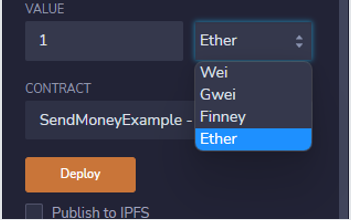 VALUE
1
Ether
Wei
Gwei
Finney
Ether
CONTRACT
SendMoneyExample -
Deploy
Publish to IPFS